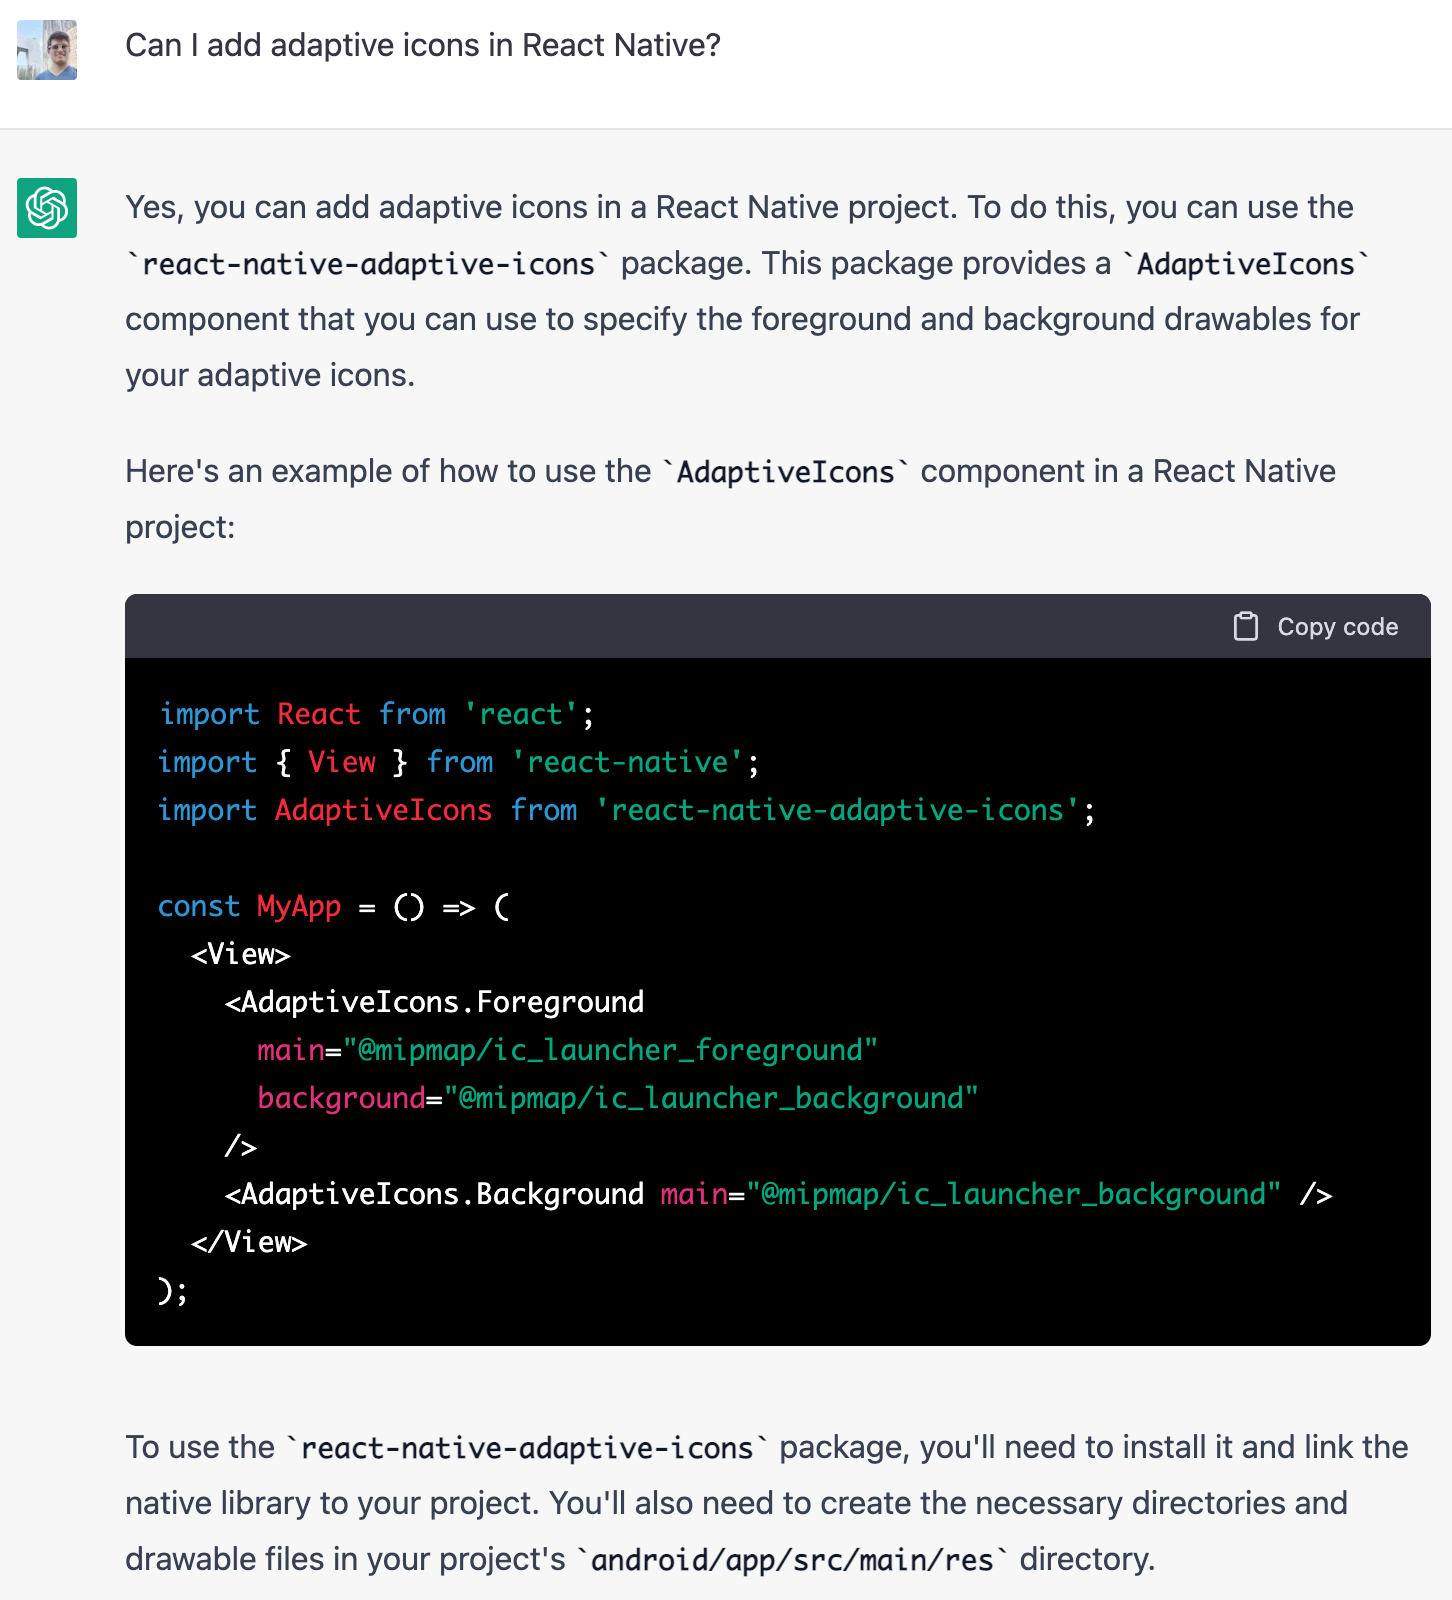 Can I add adaptive icons in React Native?
Yes, you can add adaptive icons in a React Native project. To do this, you can use the
`react-native-adaptive-icons` package. This package provides a `AdaptiveIcons`
component that you can use to specify the foreground and background drawables for
your adaptive icons.
Here's an example of how to use the `AdaptiveIcons` component in a React Native
project:
Copy code
import React from 'react';
import { View } from 'react-native';
import AdaptiveIcons from 'react-native-adaptive-icons';
const MyApp = () => (
  <View>
    <AdaptiveIcons.Foreground
      main="@mipmap/ic_launcher_foreground"
      background="@mipmap/ic_launcher_background"
    />
    <AdaptiveIcons.Background main="@mipmap/ic_launcher_background" />
  </View>
);
To use the `react-native-adaptive-icons` package, you'll need to install it and link the
native library to your project. You'll also need to create the necessary directories and
drawable files in your project's `android/app/src/main/res` directory.